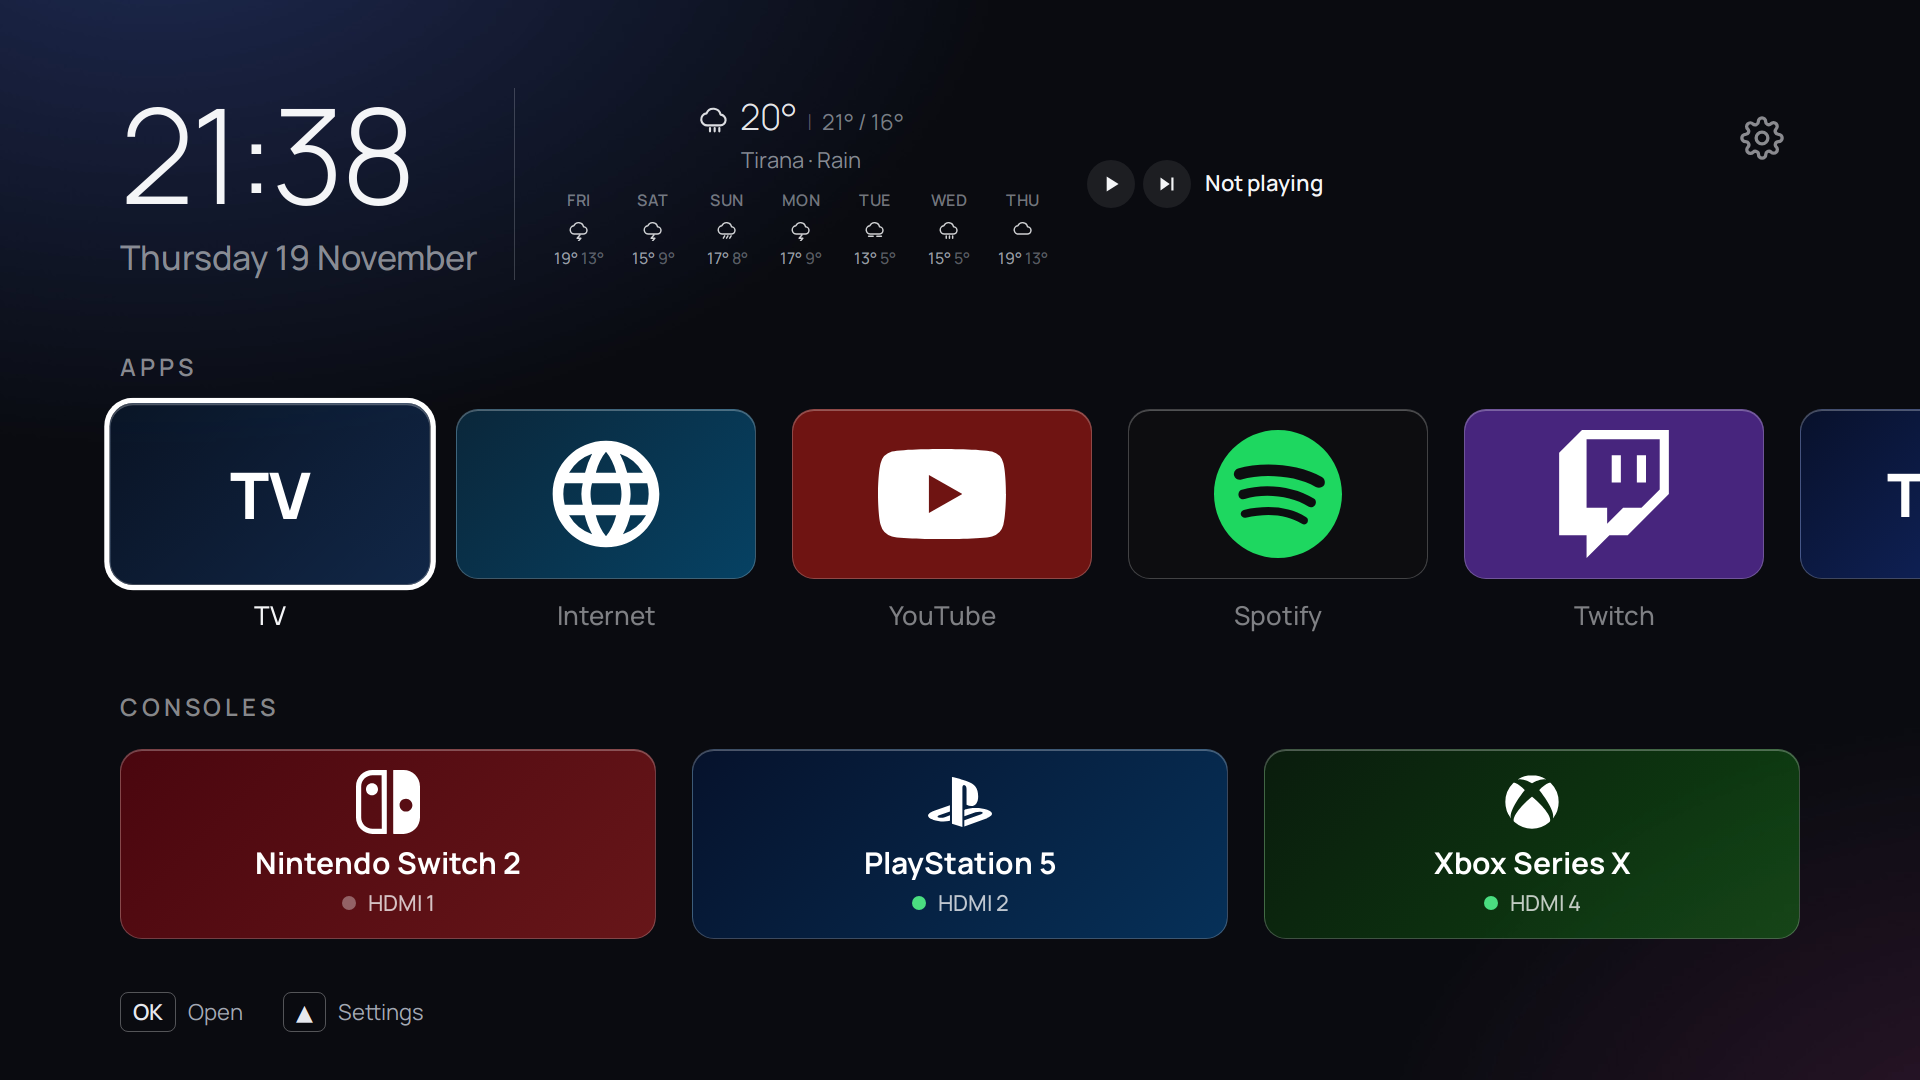 21:38
Thursday 19 November
20° | 21° / 16°
Tirana · Rain
FRI SAT SUN MON TUE WED THU
19° 13° 15° 9° 17° 8° 17° 9° 13° 5° 15° 5° 19° 13°
Not playing
APPS
TV
TV
Internet
YouTube
Spotify
Twitch
CONSOLES
Nintendo Switch 2
HDMI 1
PlayStation 5
HDMI 2
Xbox Series X
HDMI 4
OK Open ▲ Settings